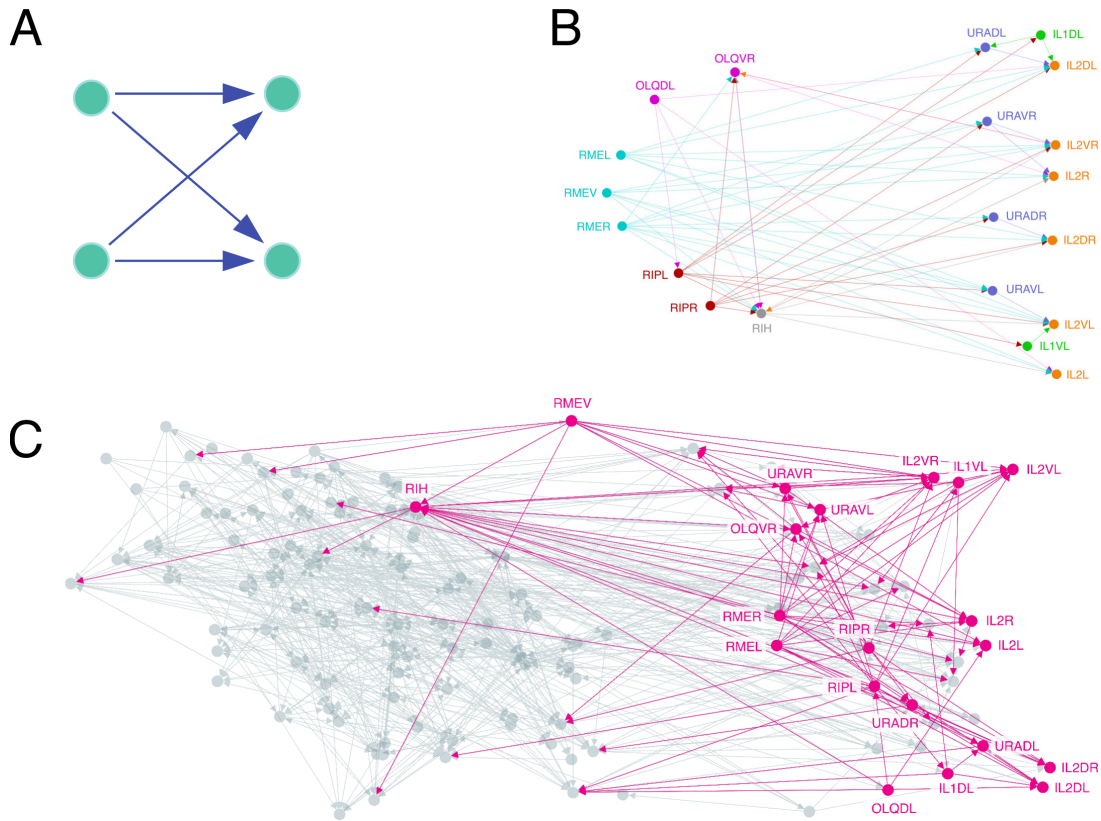 A
B
URADL
IL1DL
OLQVR
IL2DL
OLQDL
URAVR
RMEL
IL2VR
IL2R
RMEV
URADR
RMER
IL2DR
RIPL
URAVL
RIPR
RIH
IL2VL
IL1VL
IL2L
C
RMEV
IL2VR
IL1VL
IL2VL
URAVR
RIH
URAVL
OLQVR
RMER
IL2R
RIPR
RMEL
IL2L
RIPL
URADR
URADL
IL2DR
IL1DL
IL2DL
OLQDL